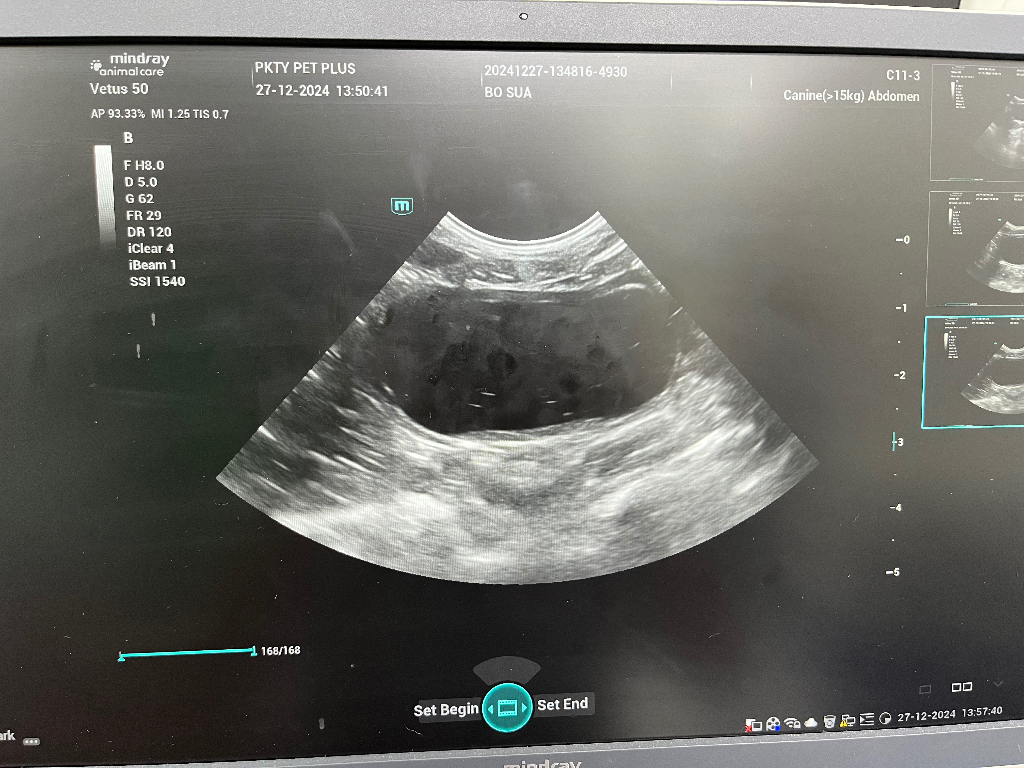 mindray
animal care
Vetus 50
AP 93.33% MI 1.25 TIS 0.7
PKTY PET PLUS
27-12-2024 13:50:41
20241227-134816-4930
BO SUA
C11-3
Canine(>15kg) Abdomen
B
F H8.0
D 5.0
G 62
FR 29
DR 120
iClear 4
iBeam 1
SSI 1540
m
0
1
2
3
4
5
168/168
Set Begin
Set End
ark
27-12-2024 13:57:40
mindray